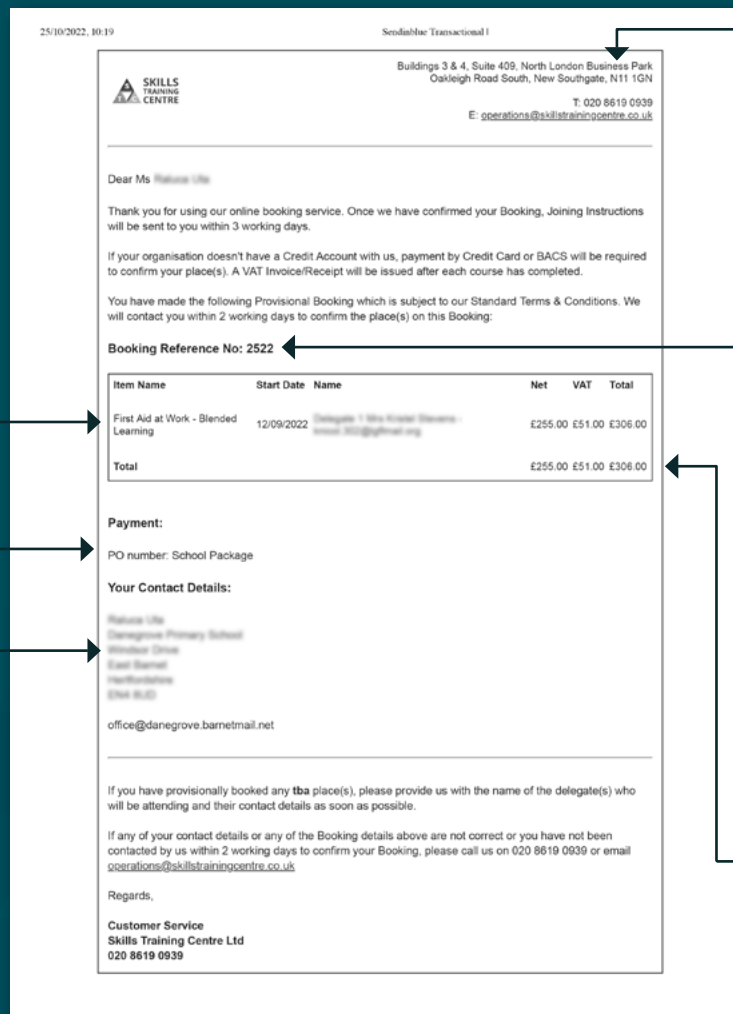 25/10/2022, 10:19
Sendinblue Transactional |
SKILLS
TRAINING
CENTRE
Buildings 3 & 4, Suite 409, North London Business Park
Oakleigh Road South, New Southgate, N11 1GN
T: 020 8619 0939
E: operations@skillstrainingcentre.co.uk
Dear Ms
Thank you for using our online booking service. Once we have confirmed your Booking, Joining Instructions
will be sent to you within 3 working days.
If your organisation doesn't have a Credit Account with us, payment by Credit Card or BACS will be required
to confirm your place(s). A VAT Invoice/Receipt will be issued after each course has completed.
You have made the following Provisional Booking which is subject to our Standard Terms & Conditions. We
will contact you within 2 working days to confirm the place(s) on this Booking:
Booking Reference No: 2522
Item Name Start Date Name Net VAT Total
First Aid at Work - Blended
Learning
12/09/2022 £255.00 £51.00 £306.00
Total £255.00 £51.00 £306.00
Payment:
PO number: School Package
Your Contact Details:
office@danegrove.barnetmail.net
If you have provisionally booked any tba place(s), please provide us with the name of the delegate(s) who
will be attending and their contact details as soon as possible.
If any of your contact details or any of the Booking details above are not correct or you have not been
contacted by us within 2 working days to confirm your Booking, please call us on 020 8619 0939 or email
operations@skillstrainingcentre.co.uk
Regards,
Customer Service
Skills Training Centre Ltd
020 8619 0939